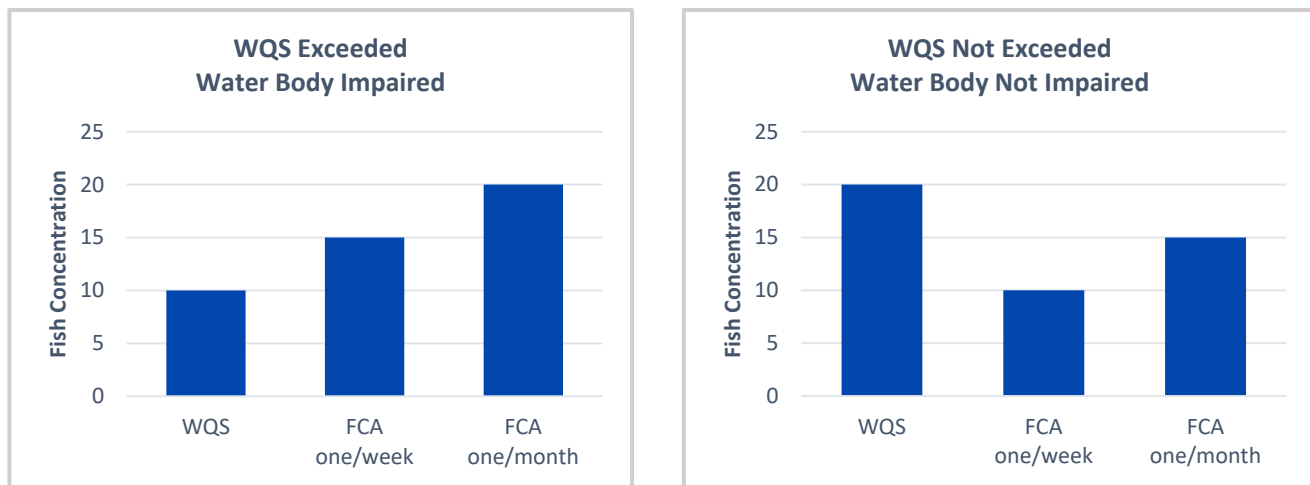 WQS Exceeded
Water Body Impaired
Fish Concentration
25
20
15
10
5
0
WQS
FCA
one/week
FCA
one/month
WQS Not Exceeded
Water Body Not Impaired
Fish Concentration
25
20
15
10
5
0
WQS
FCA
one/week
FCA
one/month